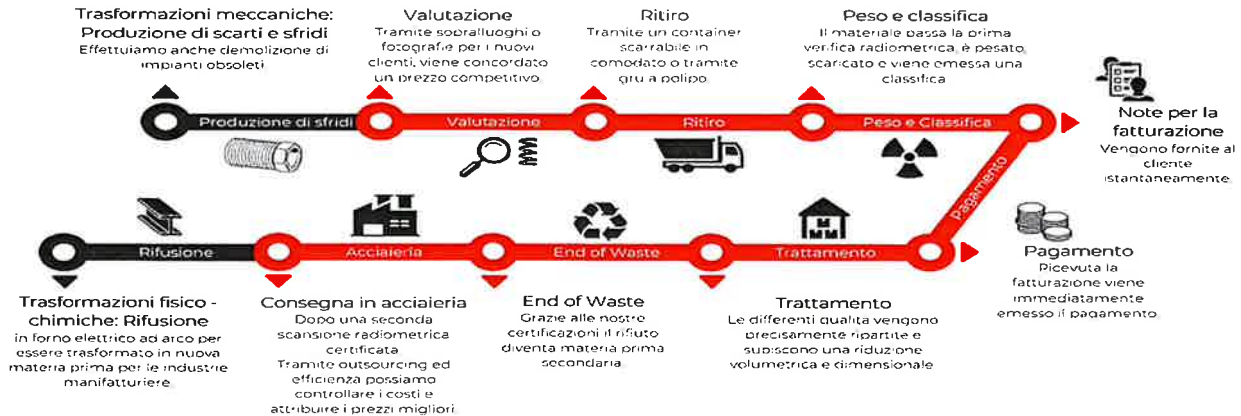 Trasformazioni meccaniche:
Produzione di scarti e sfridi
Effettuiamo anche demolizione di
impianti obsoleti.
Valutazione
Tramite sopralluoghi o
fotografie per i nuovi
clienti, viene concordato
un prezzo competitivo.
Ritiro
Tramite un container
scarrabile in
comodato o tramite
gru a polipo.
Peso e classifica
Il materiale passa la prima
verifica radiometrica, è pesato,
scaricato e viene emessa una
classifica
Produzione di sfridi
Valutazione
Ritiro
Peso e Classifica
Note per la
fatturazione
Vengono fornite al
cliente
istantaneamente.
Pagamento
Rifusione
Acciaieria
End of Waste
Trattamento
Pagamento
Ricevuta la
fatturazione viene
immediatamente
emesso il pagamento.
Trasformazioni fisico -
chimiche: Rifusione
in forno elettrico ad arco per
essere trasformato in nuova
materia prima per le industrie
manifatturiere.
Consegna in acciaieria
Dopo una seconda
scansione radiometrica
certificata.
Tramite outsourcing ed
efficienza possiamo
controllare i costi e
attribuire i prezzi migliori.
End of Waste
Grazie alle nostre
certificazioni il rifiuto
diventa materia prima
secondaria.
Trattamento
Le differenti qualità vengono
precisamente ripartite e
subiscono una riduzione
volumetrica e dimensionale